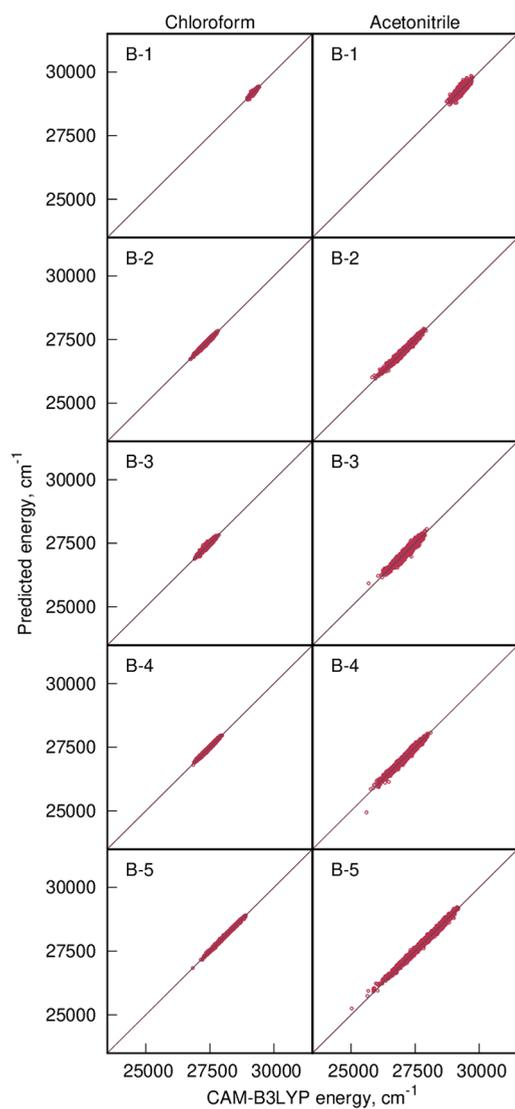 Chloroform Acetonitrile
B-1 B-1
30000
27500
25000
B-2 B-2
30000
27500
25000
B-3 B-3
30000
27500
25000
B-4 B-4
30000
27500
25000
B-5 B-5
30000
27500
25000
Predicted energy, cm⁻¹
25000 27500 30000 25000 27500 30000
CAM-B3LYP energy, cm⁻¹